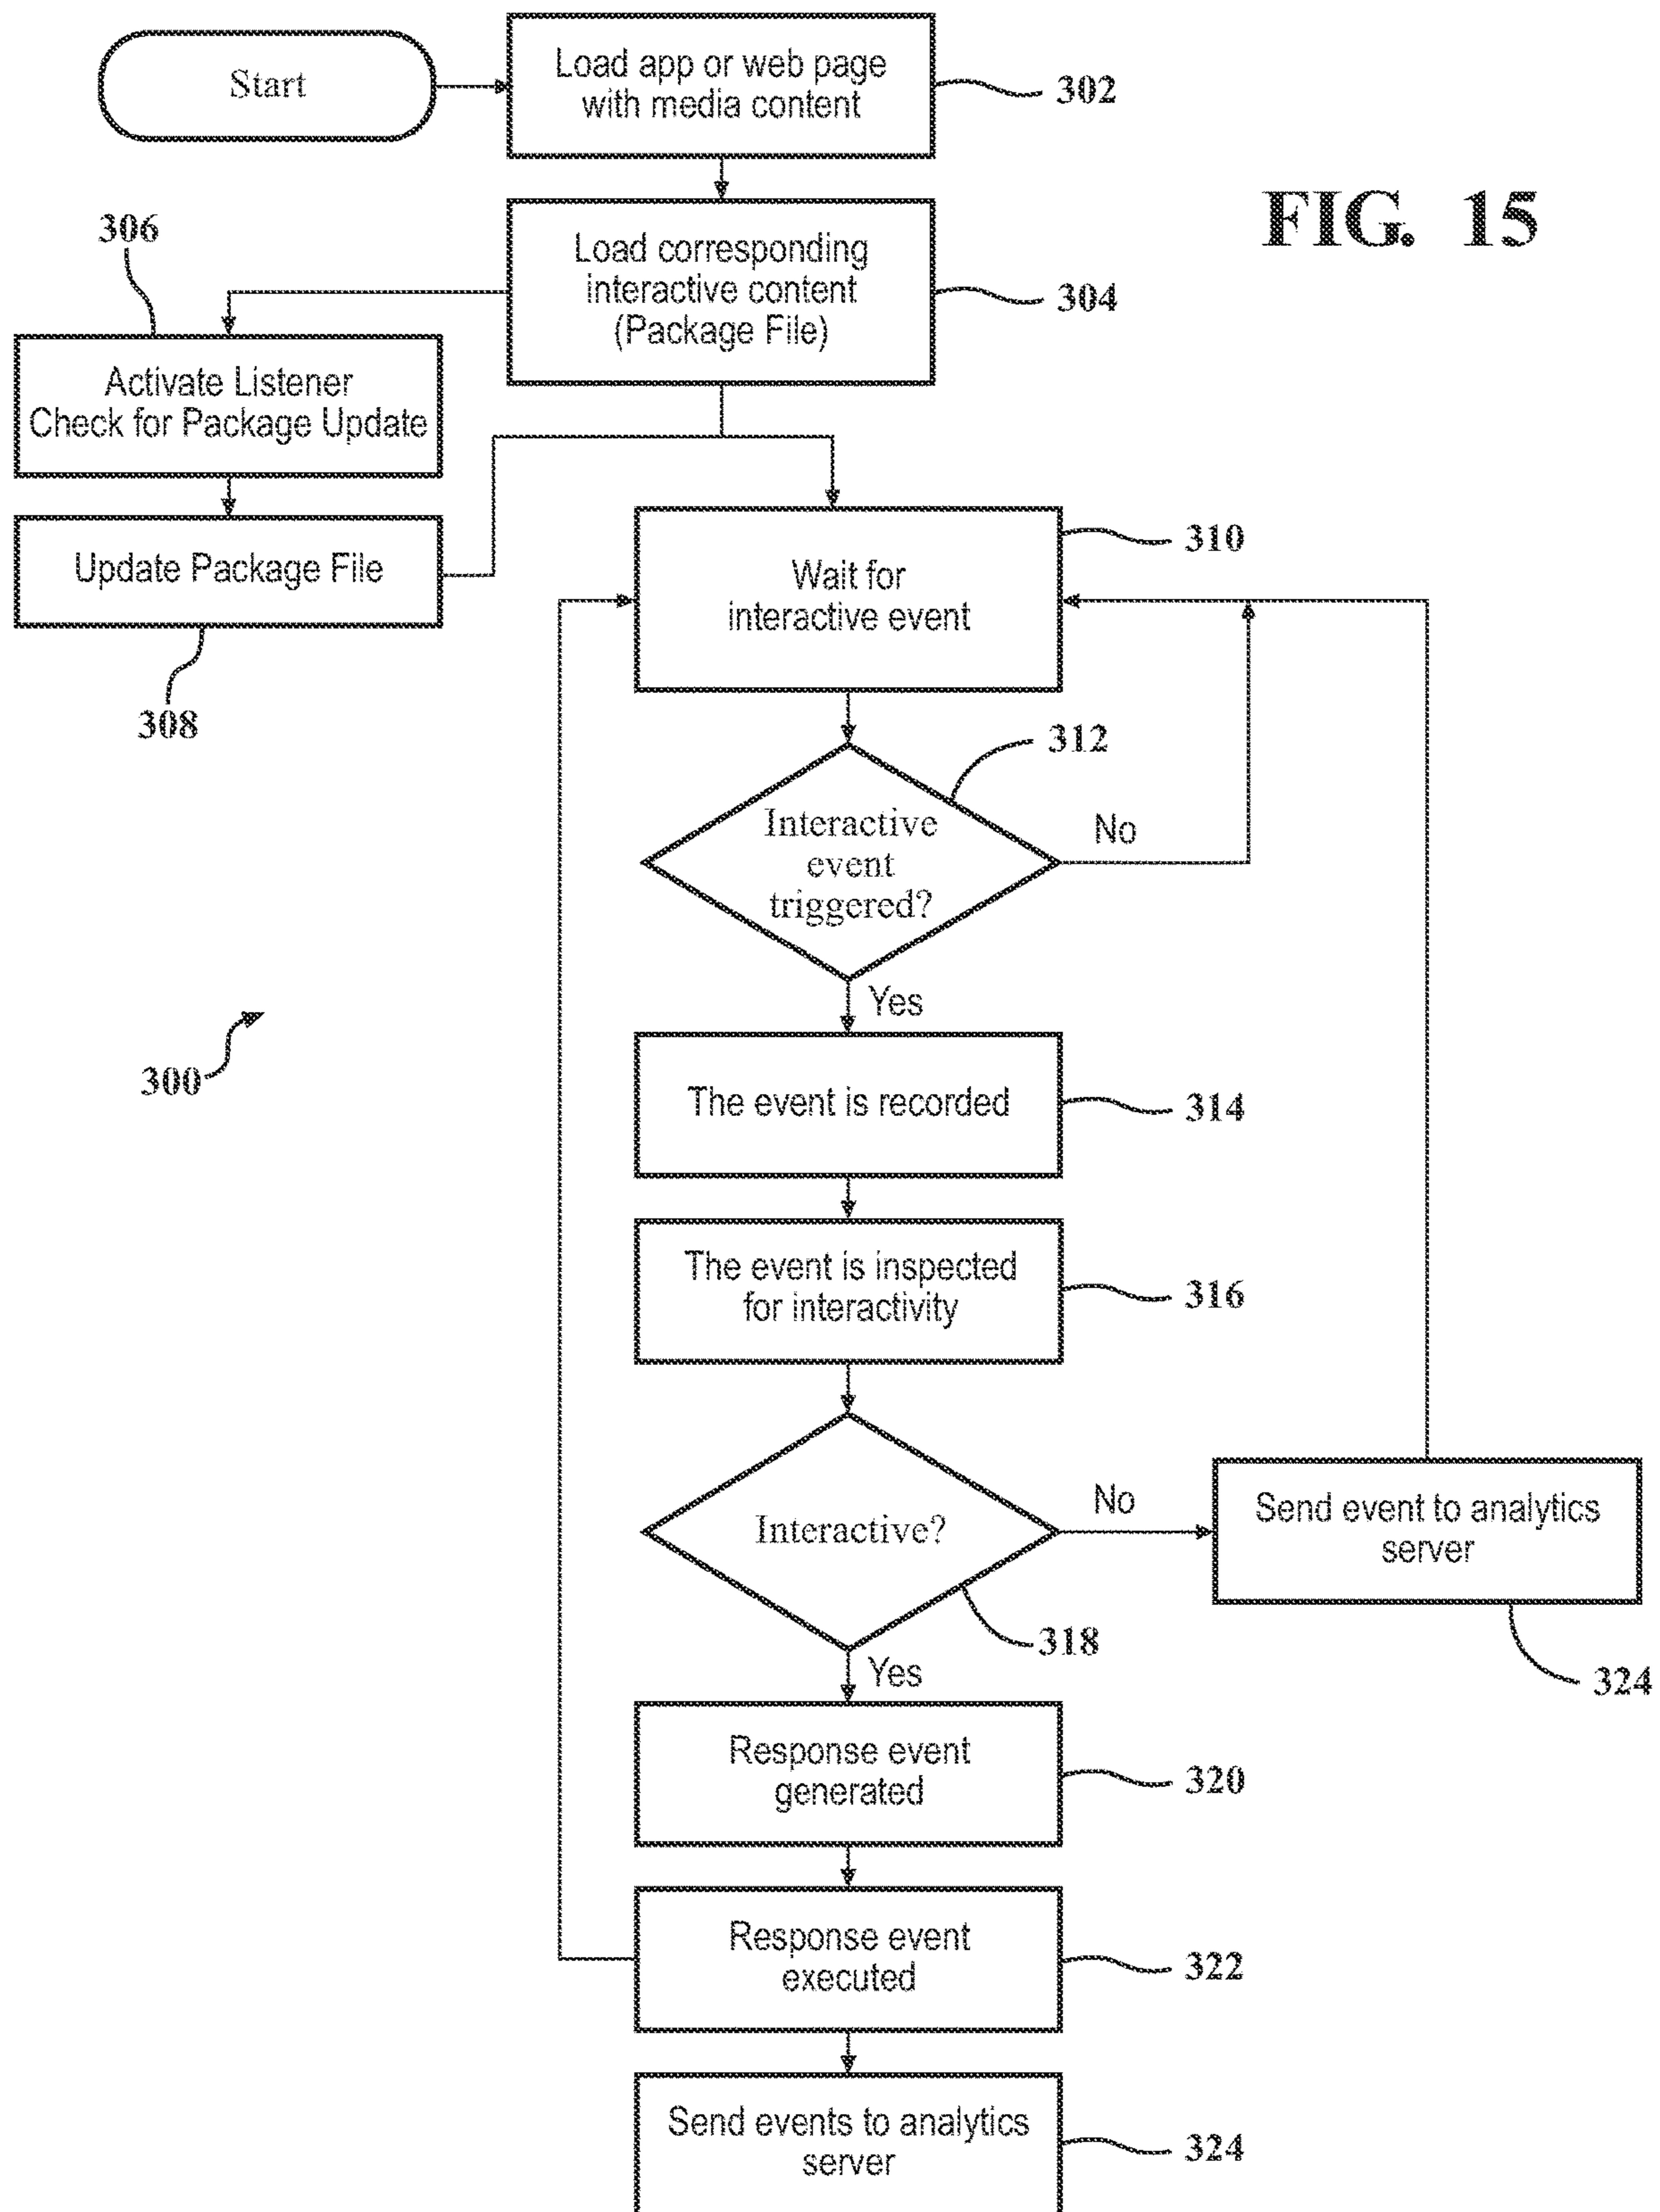 Start
Load app or web page
with media content
302
FIG. 15
306
Load corresponding
interactive content
(Package File)
304
Activate Listener
Check for Package Update
Update Package File
308
310
Wait for
interactive event
312
Interactive
event
triggered?
No
Yes
300
The event is recorded
314
The event is inspected
for interactivity
316
Interactive?
No
Send event to analytics
server
318
324
Yes
Response event
generated
320
Response event
executed
322
Send events to analytics
server
324